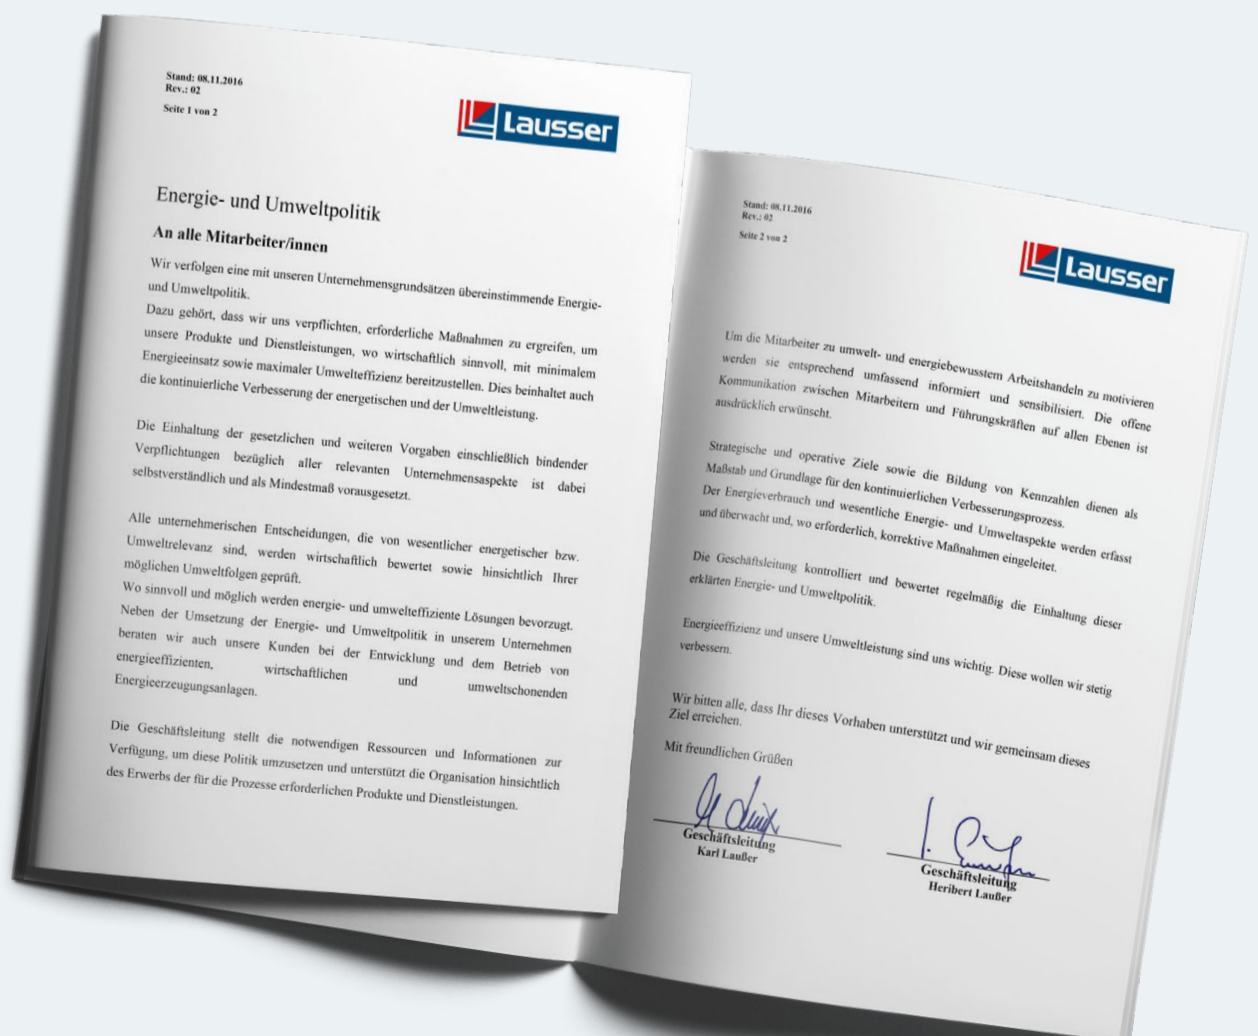 Stand: 08.11.2016
Rev.: 02
Seite 1 von 2
Lausser
Energie- und Umweltpolitik
An alle Mitarbeiter/innen
Wir verfolgen eine mit unseren Unternehmensgrundsätzen übereinstimmende Energie-
und Umweltpolitik.
Dazu gehört, dass wir uns verpflichten, erforderliche Maßnahmen zu ergreifen, um
unsere Produkte und Dienstleistungen, wo wirtschaftlich sinnvoll, mit minimalem
Energieeinsatz sowie maximaler Umwelteffizienz bereitzustellen. Dies beinhaltet auch
die kontinuierliche Verbesserung der energetischen und der Umweltleistung.
Die Einhaltung der gesetzlichen und weiteren Vorgaben einschließlich bindender
Verpflichtungen bezüglich aller relevanten Unternehmensaspekte ist dabei
selbstverständlich und als Mindestmaß vorausgesetzt.
Alle unternehmerischen Entscheidungen, die von wesentlicher energetischer bzw.
Umweltrelevanz sind, werden wirtschaftlich bewertet sowie hinsichtlich Ihrer
möglichen Umweltfolgen geprüft.
Wo sinnvoll und möglich werden energie- und umwelteffiziente Lösungen bevorzugt.
Neben der Umsetzung der Energie- und Umweltpolitik in unserem Unternehmen
beraten wir auch unsere Kunden bei der Entwicklung und dem Betrieb von
energieeffizienten, wirtschaftlichen und umweltschonenden
Energieerzeugungsanlagen.
Die Geschäftsleitung stellt die notwendigen Ressourcen und Informationen zur
Verfügung, um diese Politik umzusetzen und unterstützt die Organisation hinsichtlich
des Erwerbs der für die Prozesse erforderlichen Produkte und Dienstleistungen.
Stand: 08.11.2016
Rev.: 02
Seite 2 von 2
Lausser
Um die Mitarbeiter zu umwelt- und energiebewusstem Arbeitshandeln zu motivieren
werden sie entsprechend umfassend informiert und sensibilisiert. Die offene
Kommunikation zwischen Mitarbeitern und Führungskräften auf allen Ebenen ist
ausdrücklich erwünscht.
Strategische und operative Ziele sowie die Bildung von Kennzahlen dienen als
Maßstab und Grundlage für den kontinuierlichen Verbesserungsprozess.
Der Energieverbrauch und wesentliche Energie- und Umweltaspekte werden erfasst
und überwacht und, wo erforderlich, korrektive Maßnahmen eingeleitet.
Die Geschäftsleitung kontrolliert und bewertet regelmäßig die Einhaltung dieser
erklärten Energie- und Umweltpolitik.
Energieeffizienz und unsere Umweltleistung sind uns wichtig. Diese wollen wir stetig
verbessern.
Wir bitten alle, dass Ihr dieses Vorhaben unterstützt und wir gemeinsam dieses
Ziel erreichen.
Mit freundlichen Grüßen
Geschäftsleitung
Karl Laußer
Geschäftsleitung
Heribert Laußer